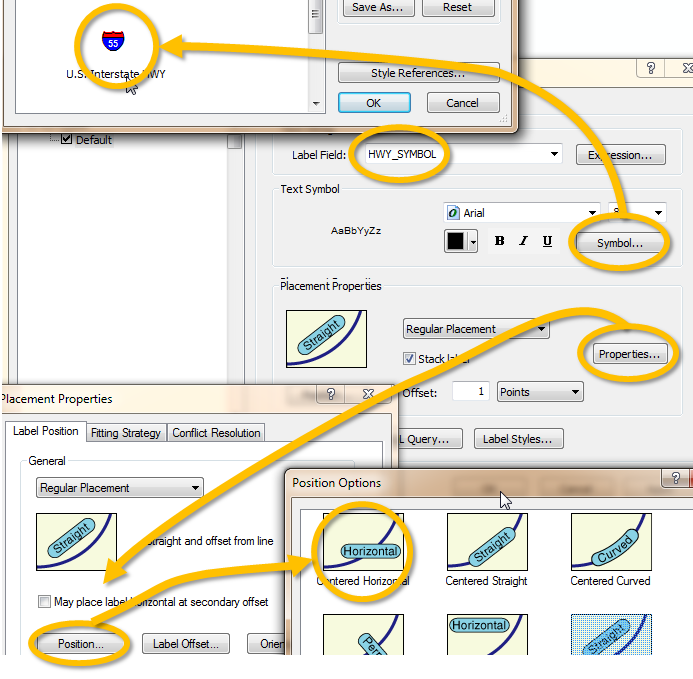 Save As...
Reset
55
U.S. Interstate HWY
Style References...
OK
Cancel
Default
Label Field:
HWY_SYMBOL
Expression...
Text Symbol
AaBbYyZz
Arial
B I U
Symbol...
Placement Properties
Straight
Regular Placement
Properties...
Stack label
Offset:
1
Points
Query...
Label Styles...
Placement Properties
Label Position
Fitting Strategy
Conflict Resolution
General
Regular Placement
Straight
Straight and offset from line
May place label horizontal at secondary offset
Position...
Label Offset...
Position Options
Horizontal
Straight
Curved
Centered Horizontal
Centered Straight
Centered Curved
Horizontal
Straight